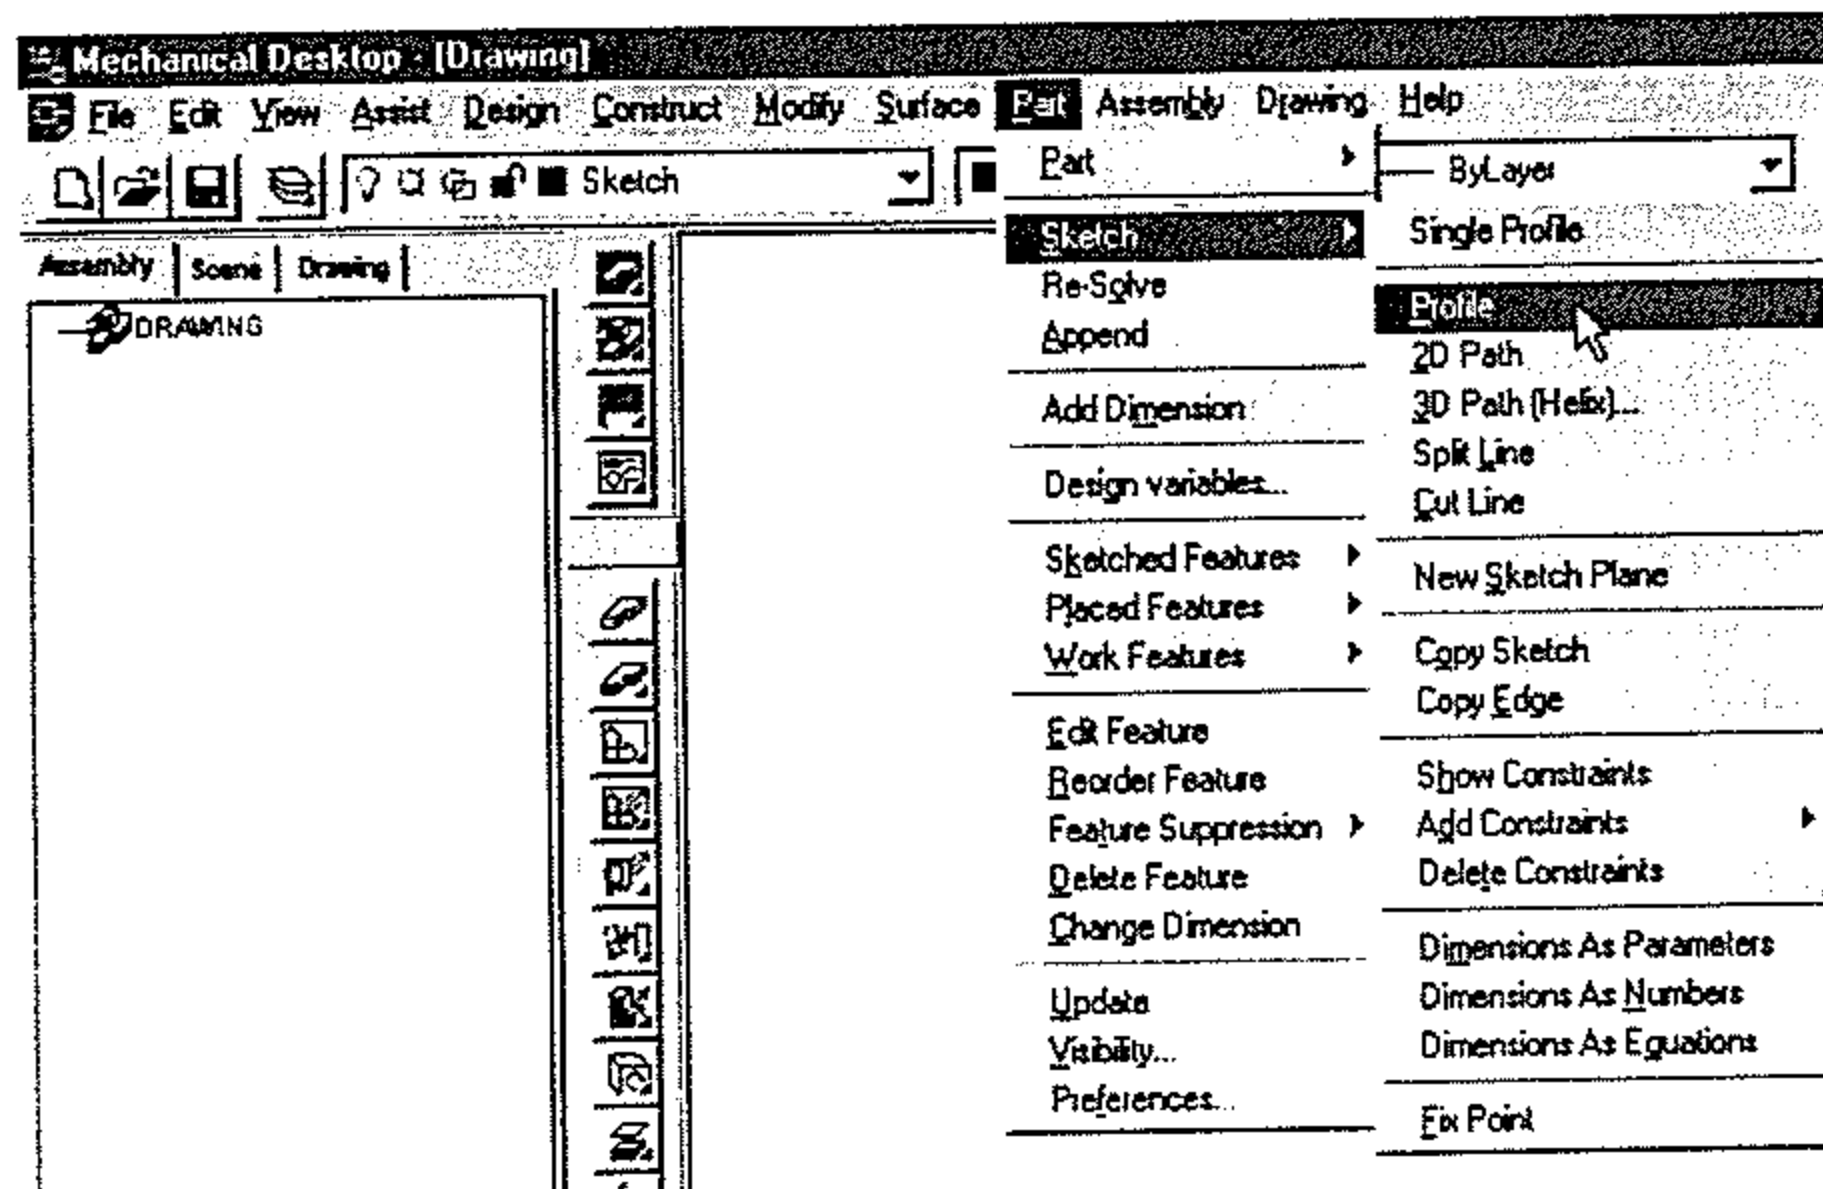 Mechanical Desktop - [Drawing]
File Edit View Assist Design Construct Modify Surface Part Assembly Drawing Help
Sketch
ByLayer
Assembly Scene Drawing
DRAWING
Part
Sketch
Re-Solve
Append
Add Dimension
Design variables...
Sketched Features
Placed Features
Work Features
Edit Feature
Reorder Feature
Feature Suppression
Delete Feature
Change Dimension
Update
Visibility...
Preferences...
Single Profile
Profile
2D Path
3D Path (Helix)...
Split Line
Cut Line
New Sketch Plane
Copy Sketch
Copy Edge
Show Constraints
Add Constraints
Delete Constraints
Dimensions As Parameters
Dimensions As Numbers
Dimensions As Equations
Fix Point